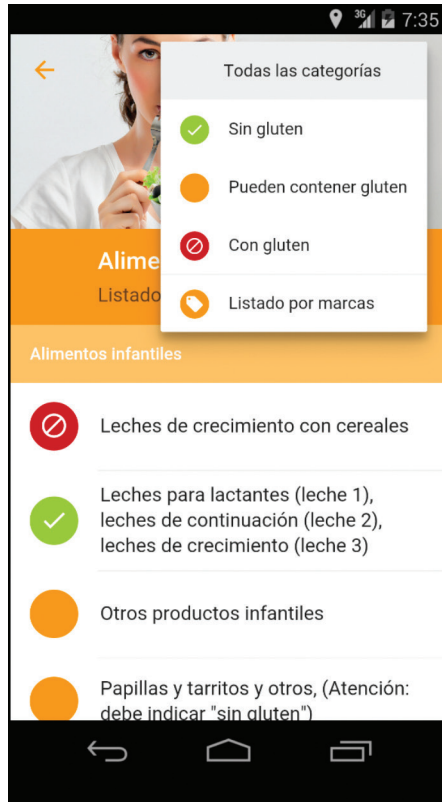 3G 7:35
Todas las categorías
Sin gluten
Pueden contener gluten
Con gluten
Listado por marcas
Alime
Listado
Alimentos infantiles
Leches de crecimiento con cereales
Leches para lactantes (leche 1),
leches de continuación (leche 2),
leches de crecimiento (leche 3)
Otros productos infantiles
Papillas y tarritos y otros, (Atención:
debe indicar "sin gluten")